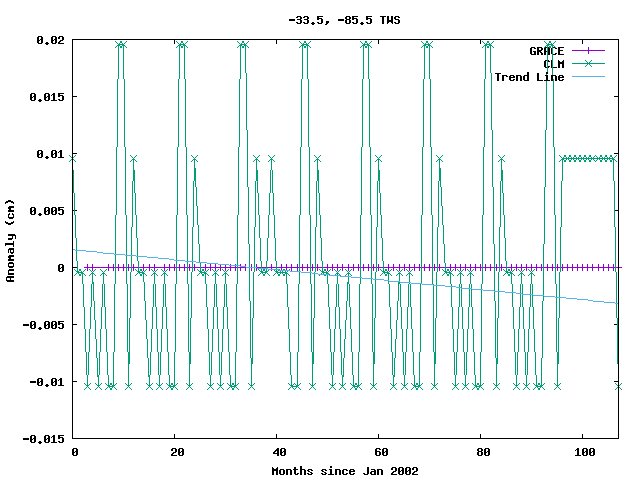 -33.5, -85.5 TWS
0.02
0.015
0.01
0.005
0
-0.005
-0.01
-0.015
Anomaly (cm)
GRACE
CLM
Trend Line
0 20 40 60 80 100
Months since Jan 2002